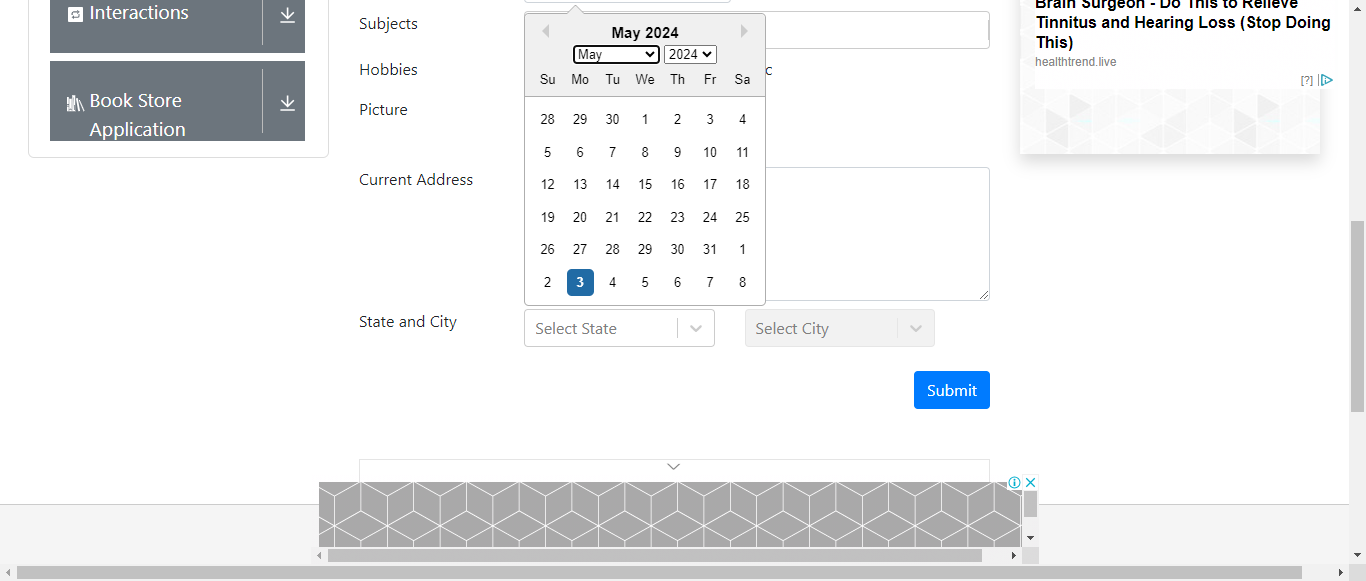 Interactions
Book Store
Application
Subjects
Hobbies
c
Picture
Current Address
State and City
May 2024
May 2024
Su Mo Tu We Th Fr Sa
28 29 30 1 2 3 4
5 6 7 8 9 10 11
12 13 14 15 16 17 18
19 20 21 22 23 24 25
26 27 28 29 30 31 1
2 3 4 5 6 7 8
Select State
Select City
Submit
Brain Surgeon - Do This to Relieve
Tinnitus and Hearing Loss (Stop Doing
This)
healthtrend.live
[?]